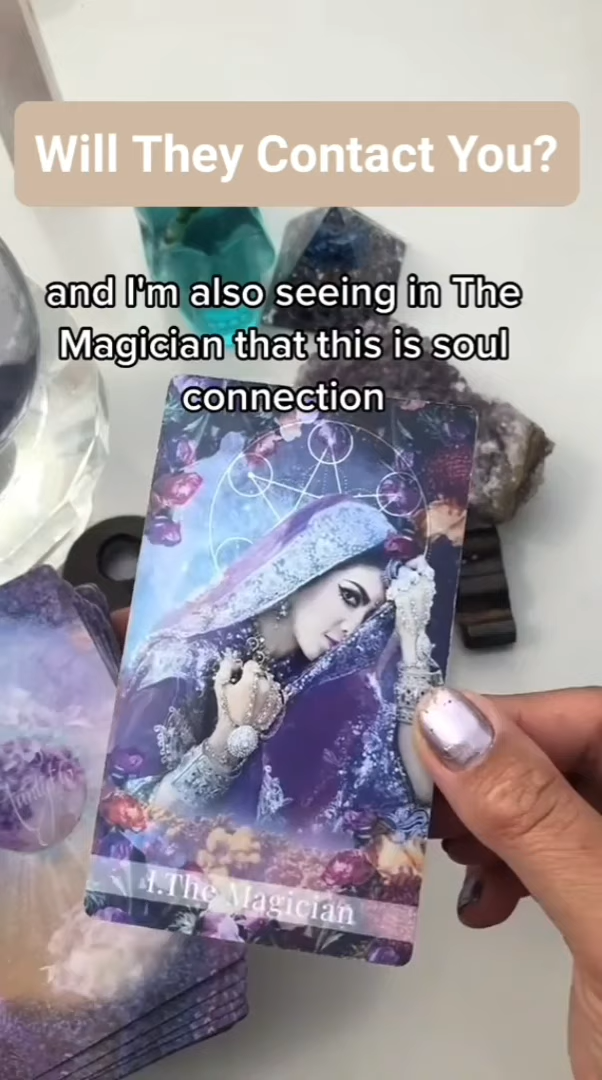 Will They Contact You?
and I'm also seeing in The
Magician that this is soul
connection
I.The Magician